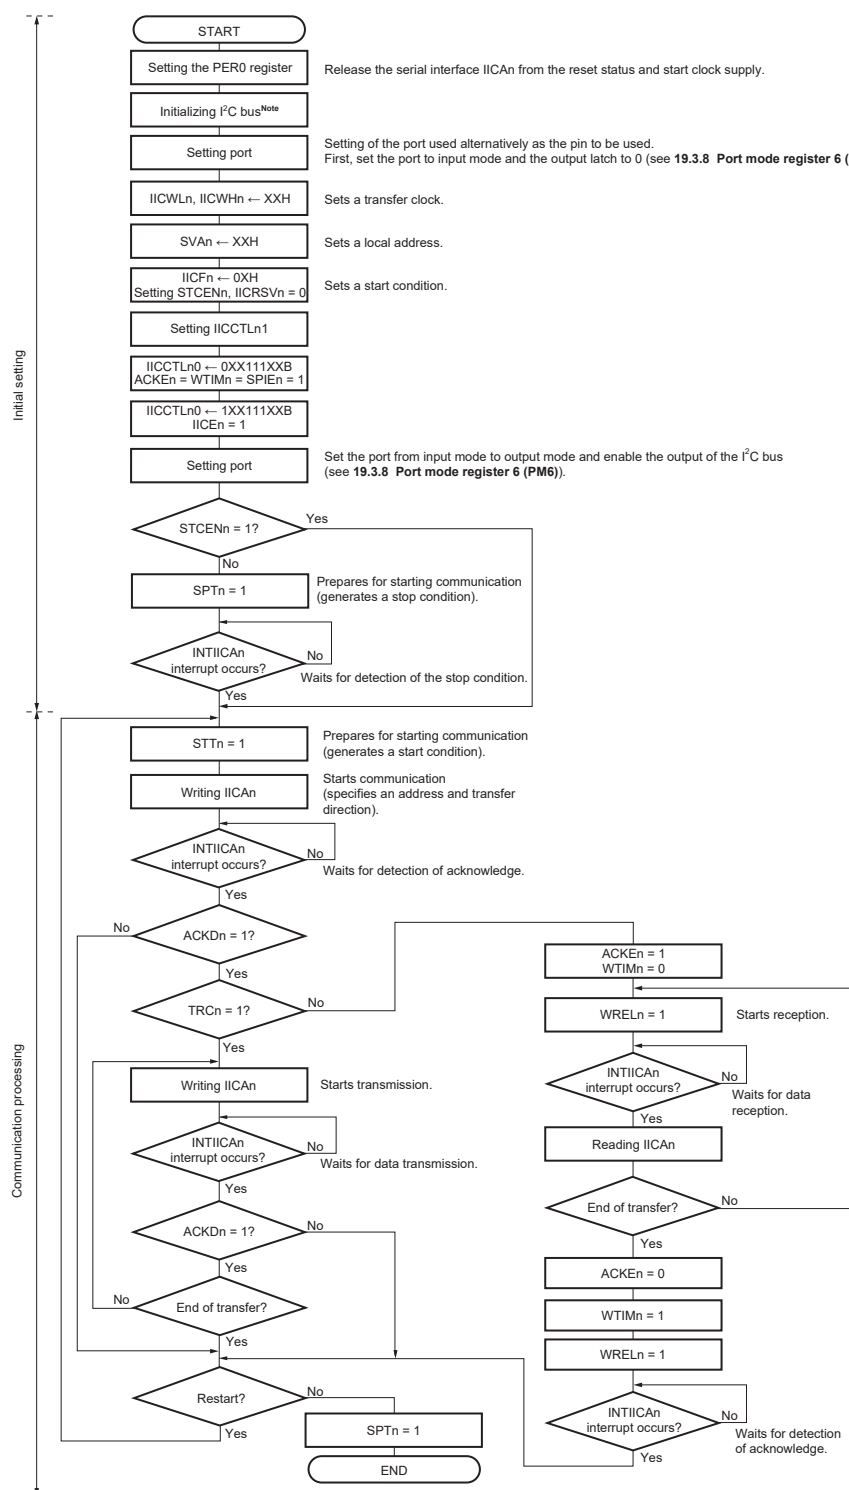 START
Setting the PER0 register
Release the serial interface IICAn from the reset status and start clock supply.
Initializing I²C bus^Note
Setting port
Setting of the port used alternatively as the pin to be used.
First, set the port to input mode and the output latch to 0 (see 19.3.8 Port mode register 6 (
IICWLn, IICWHn ← XXH
Sets a transfer clock.
SVAn ← XXH
Sets a local address.
IICFn ← 0XH
Setting STCENn, IICRSVn = 0
Sets a start condition.
Setting IICCTLn1
IICCTLn0 ← 0XX111XXB
ACKEn = WTIMn = SPIEn = 1
IICCTLn0 ← 1XX111XXB
IICEn = 1
Setting port
Set the port from input mode to output mode and enable the output of the I²C bus
(see 19.3.8 Port mode register 6 (PM6)).
Initial setting
STCENn = 1?
Yes
No
SPTn = 1
Prepares for starting communication
(generates a stop condition).
INTIICAn
interrupt occurs?
No
Waits for detection of the stop condition.
Yes
STTn = 1
Prepares for starting communication
(generates a start condition).
Writing IICAn
Starts communication
(specifies an address and transfer
direction).
INTIICAn
interrupt occurs?
No
Waits for detection of acknowledge.
Yes
ACKDn = 1?
No
Yes
TRCn = 1?
No
Yes
Communication processing
Writing IICAn
Starts transmission.
INTIICAn
interrupt occurs?
No
Waits for data transmission.
Yes
ACKDn = 1?
No
Yes
End of transfer?
No
Yes
Restart?
No
Yes
SPTn = 1
END
ACKEn = 1
WTIMn = 0
WRELn = 1
Starts reception.
INTIICAn
interrupt occurs?
No
Waits for data
reception.
Yes
Reading IICAn
End of transfer?
No
Yes
ACKEn = 0
WTIMn = 1
WRELn = 1
INTIICAn
interrupt occurs?
No
Waits for detection
of acknowledge.
Yes